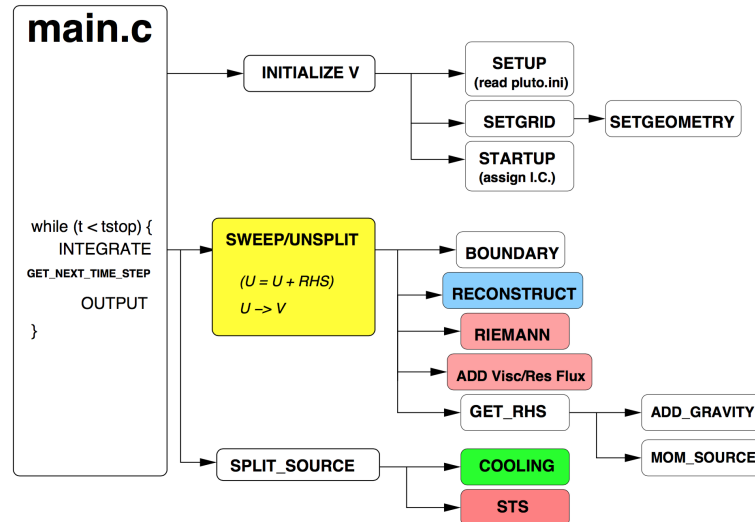 main.c
INITIALIZE V
SETUP
(read pluto.ini)
SETGRID
SETGEOMETRY
STARTUP
(assign I.C.)
while (t < tstop) {
INTEGRATE
GET_NEXT_TIME_STEP
OUTPUT
}
SWEEP/UNSPLIT
(U = U + RHS)
U –> V
BOUNDARY
RECONSTRUCT
RIEMANN
ADD Visc/Res Flux
GET_RHS
ADD_GRAVITY
MOM_SOURCE
SPLIT_SOURCE
COOLING
STS